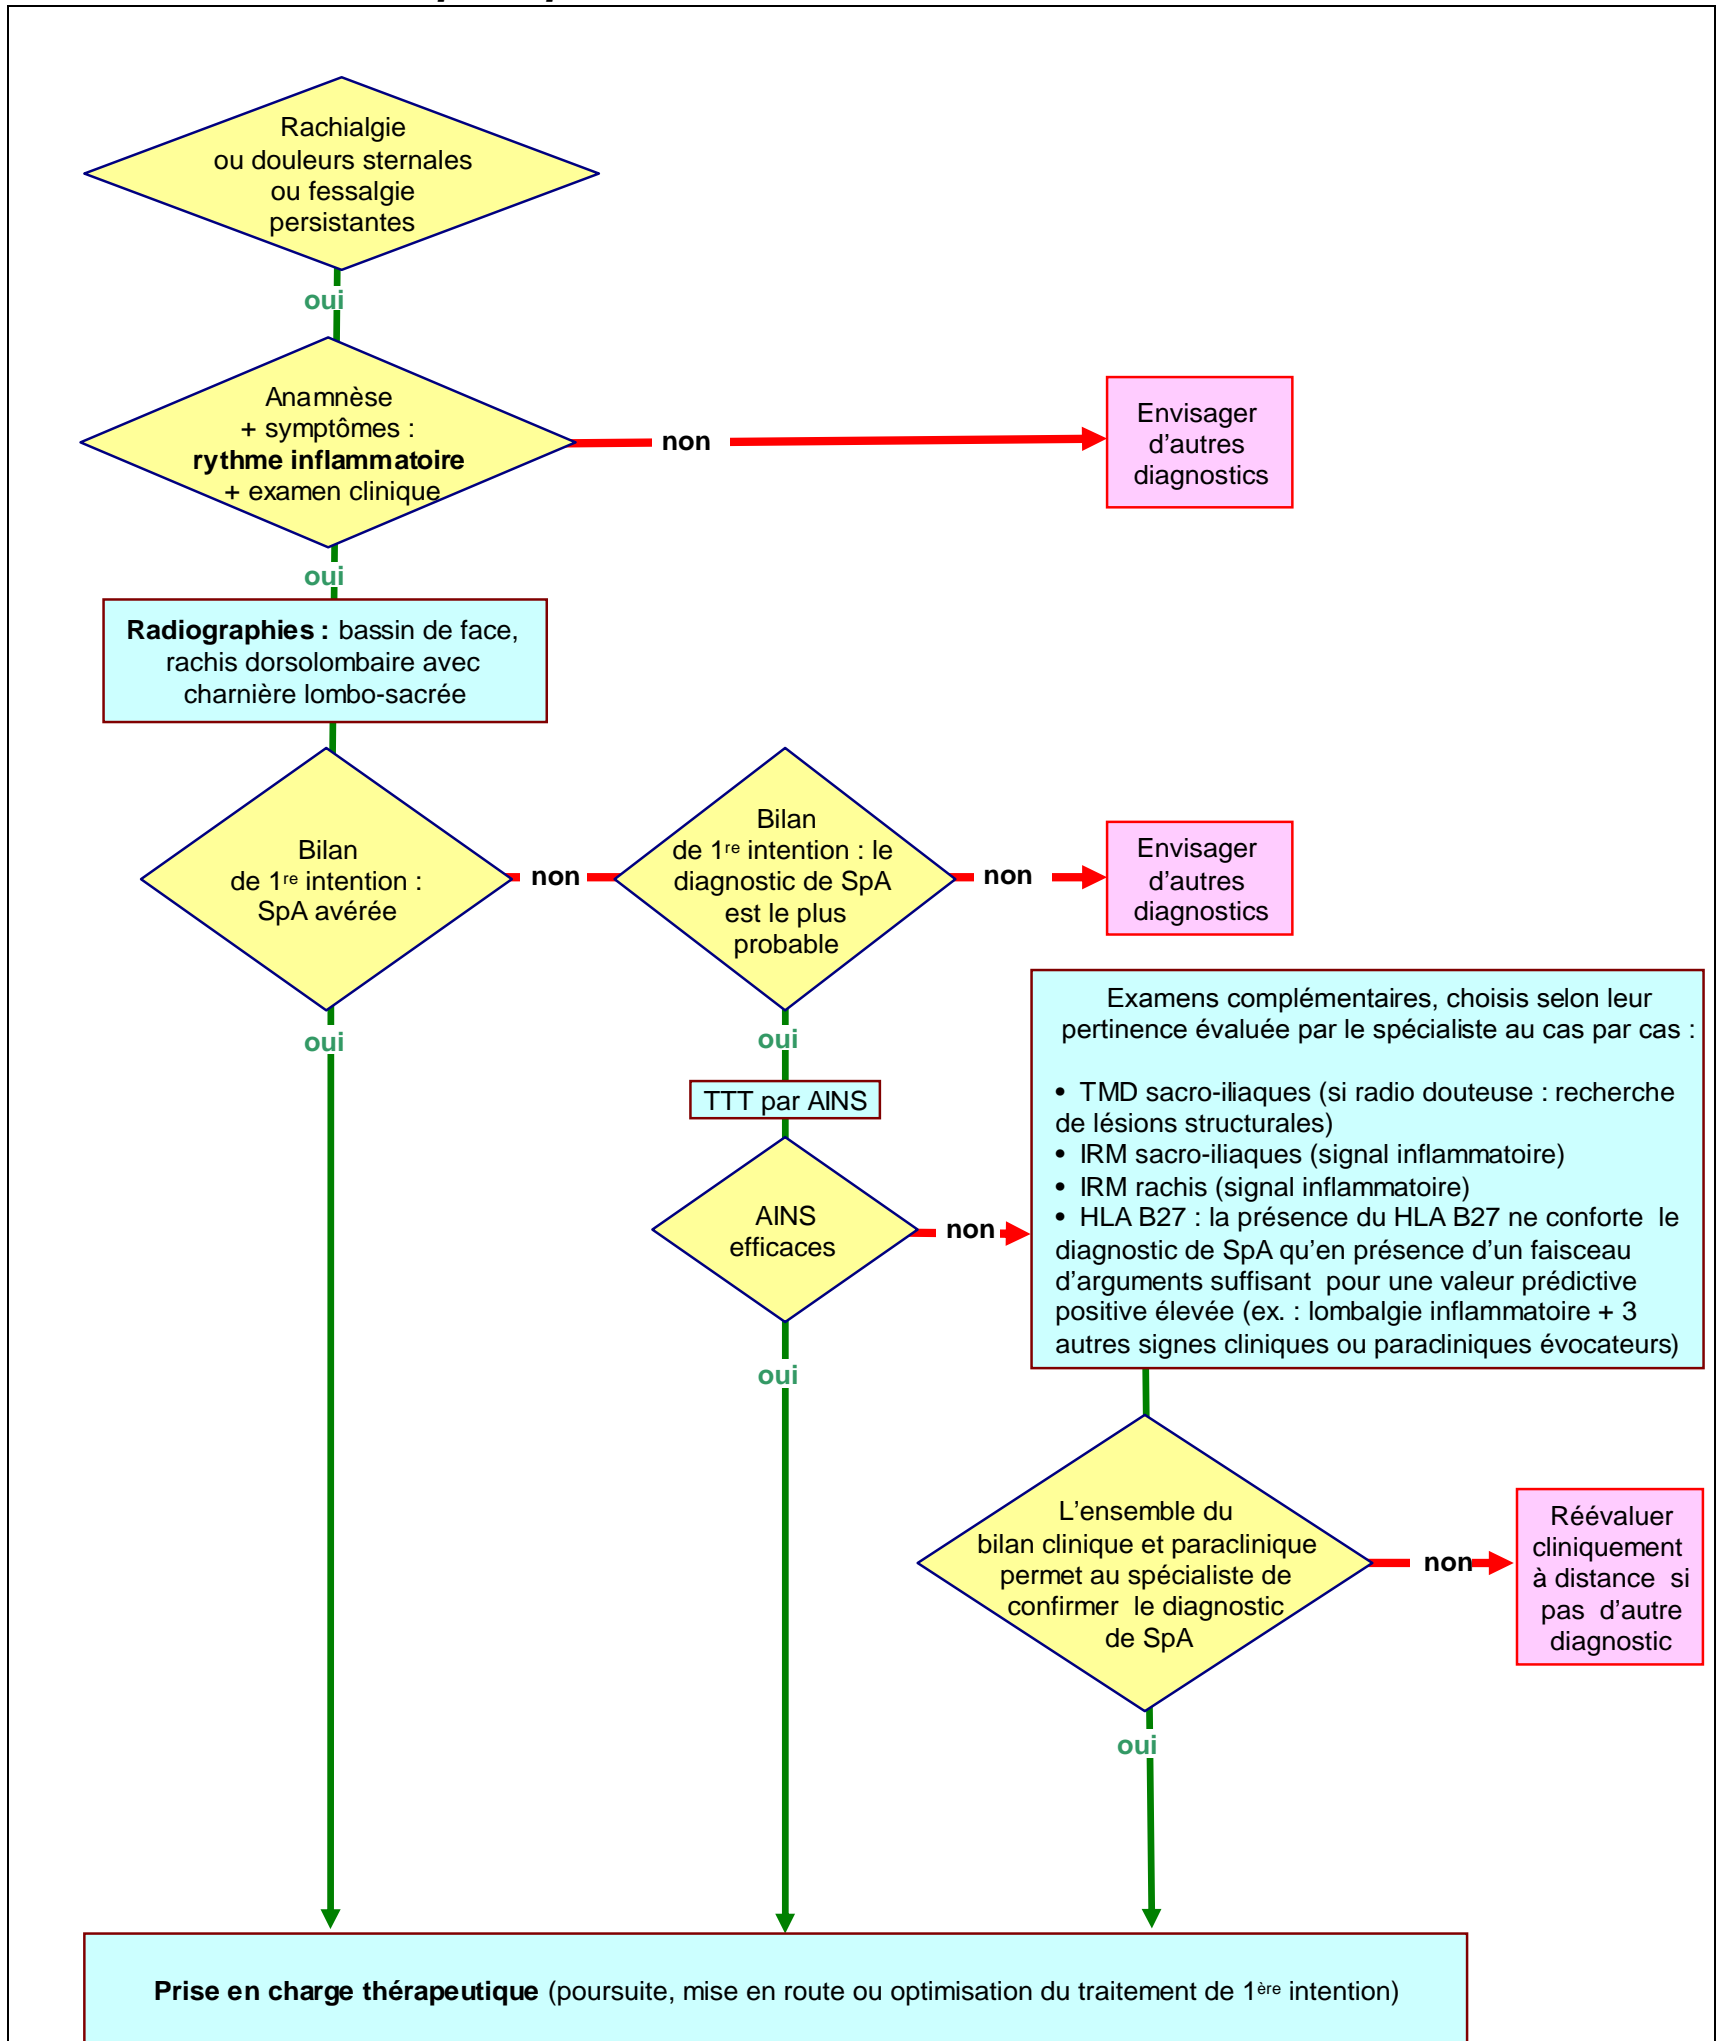 Rachialgie
ou douleurs sternales
ou fessalgie
persistantes
oui
Anamnèse
+ symptômes :
rythme inflammatoire
+ examen clinique
non
Envisager
d'autres
diagnostics
oui
Radiographies : bassin de face,
rachis dorsolombaire avec
charnière lombo-sacrée
Bilan
de 1re intention :
SpA avérée
non
Bilan
de 1re intention : le
diagnostic de SpA
est le plus
probable
non
Envisager
d'autres
diagnostics
oui
oui
TTT par AINS
AINS
efficaces
non
Examens complémentaires, choisis selon leur
pertinence évaluée par le spécialiste au cas par cas :
• TMD sacro-iliaques (si radio douteuse : recherche
de lésions structurales)
• IRM sacro-iliaques (signal inflammatoire)
• IRM rachis (signal inflammatoire)
• HLA B27 : la présence du HLA B27 ne conforte le
diagnostic de SpA qu'en présence d'un faisceau
d'arguments suffisant pour une valeur prédictive
positive élevée (ex. : lombalgie inflammatoire + 3
autres signes cliniques ou paracliniques évocateurs)
oui
L'ensemble du
bilan clinique et paraclinique
permet au spécialiste de
confirmer le diagnostic
de SpA
non
Réévaluer
cliniquement
à distance si
pas d'autre
diagnostic
oui
Prise en charge thérapeutique (poursuite, mise en route ou optimisation du traitement de 1ère intention)